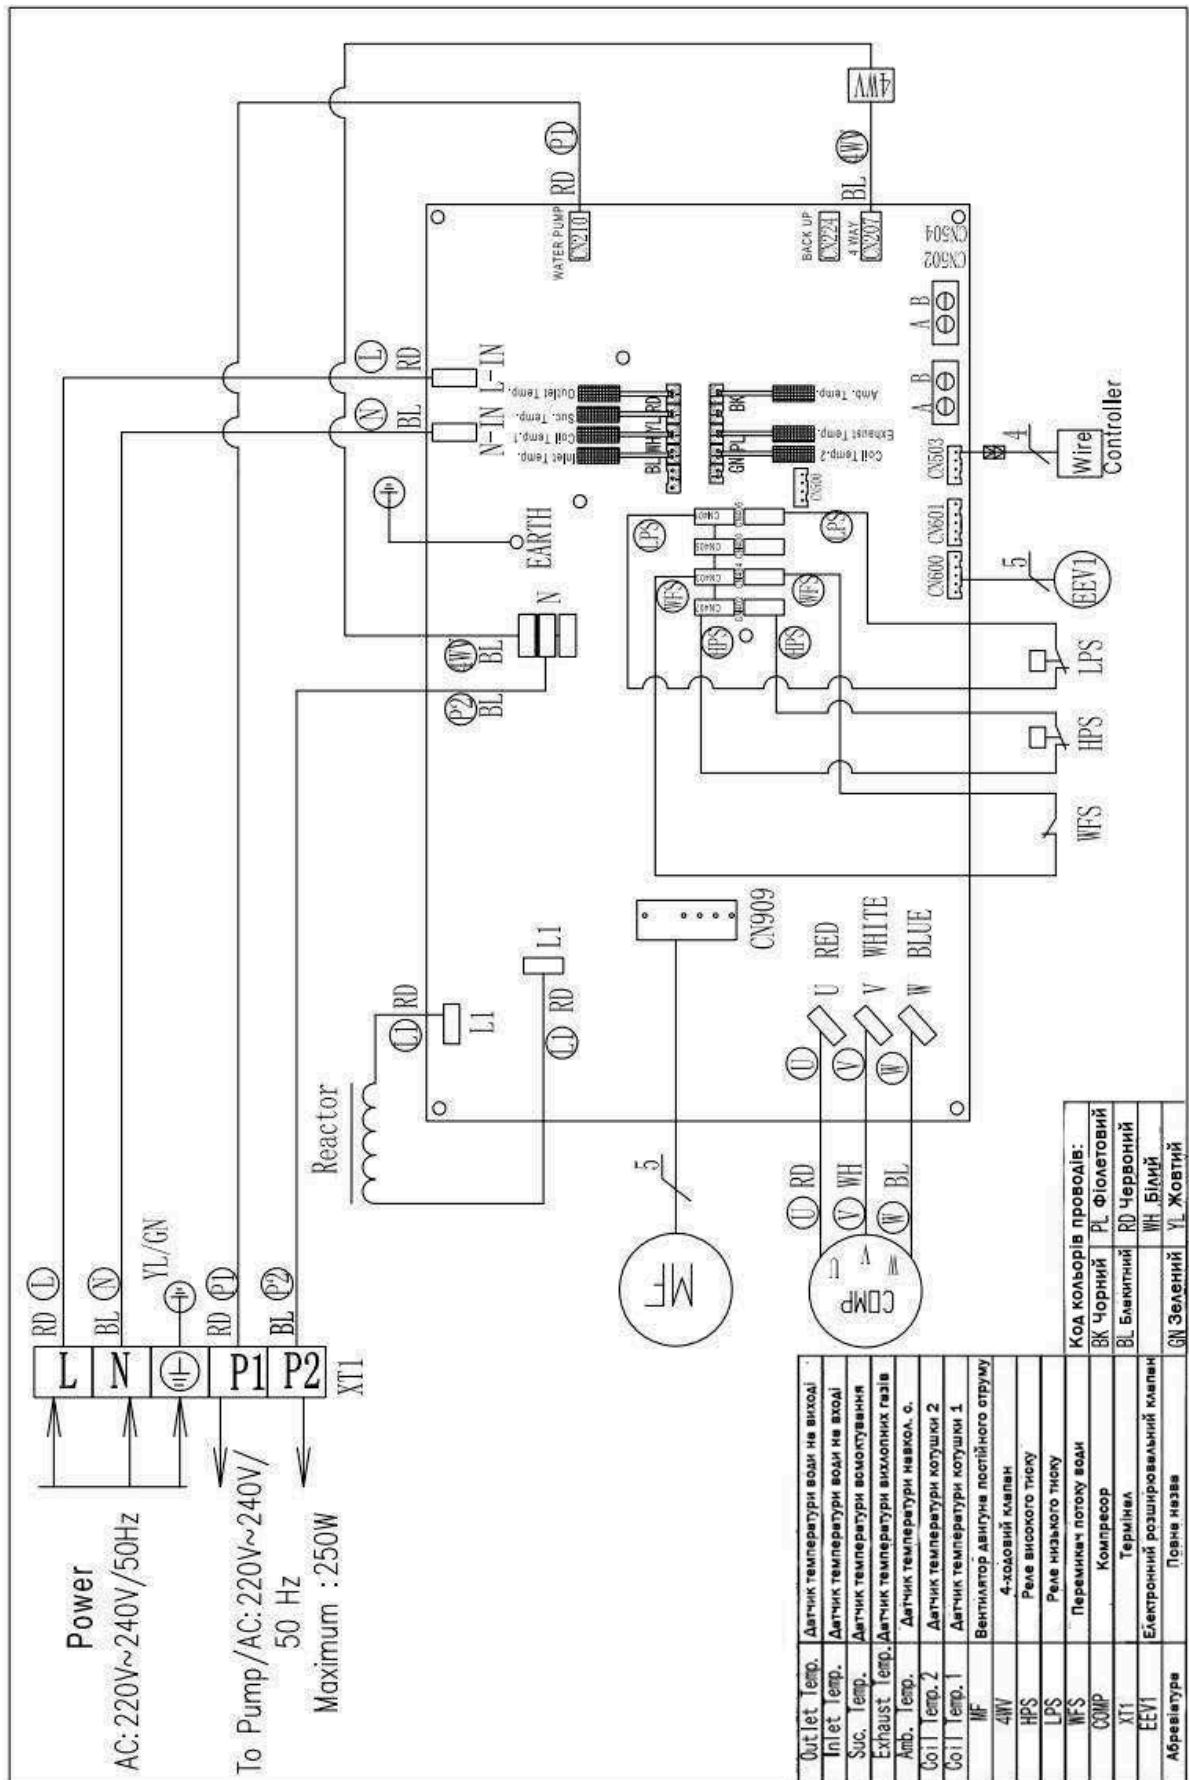 Power
AC:220V~240V/50Hz
To Pump/AC:220V~240V/
50 Hz
Maximum :250W
L
N
P1
P2
XT1
RD L
BL N
YL/GN
RD P1
BL P2
Reactor
L1 RD
L1
L1
L1 RD
P2
BL
4WV
BL
N
EARTH
N
BL
N-IN
L
RD
L-IN
RD P1
WATER PUMP
CN210
BL 4WV
4WV
BACK UP
CN224
4 WAY
CN207
CN504
CN502
A B
A B
Outlet Temp.
Suc. Temp.
Coil Temp.1
Inlet Temp.
RD
YL
WH
BL
BK
PL
GN
Amb. Temp.
Exhaust Temp.
Coil Temp.2
LPS
LPS
WFS
WFS
HPS
HPS
CN503
CN601
CN600
4
Wire
Controller
5
EEV1
LPS
HPS
WFS
CN909
5
MF
U RED
V WHITE
W BLUE
U
V
W
U RD
V WH
W BL
COMP
U
V
W
Outlet Temp. Датчик температури води на виході
Inlet Temp. Датчик температури води на вході
Suc. Temp. Датчик температури всмоктування
Exhaust Temp. Датчик температури вихлопних газів
Amb. Temp. Датчик температури навкол. с.
Coil Temp.2 Датчик температури котушки 2
Coil Temp.1 Датчик температури котушки 1
MF Вентилятор двигуна постійного струму
4WV 4-ходовий клапан
HPS Реле високого тиску
LPS Реле низького тиску
WFS Перемикач потоку води
COMP Компресор
XT1 Термінал
EEV1 Електронний розширювальний клапан
Абревіатура Повна назва
Код кольорів проводів:
BK Чорний PL Фіолетовий
BL Блакитний RD Червоний
WH Білий
GN Зелений YL Жовтий